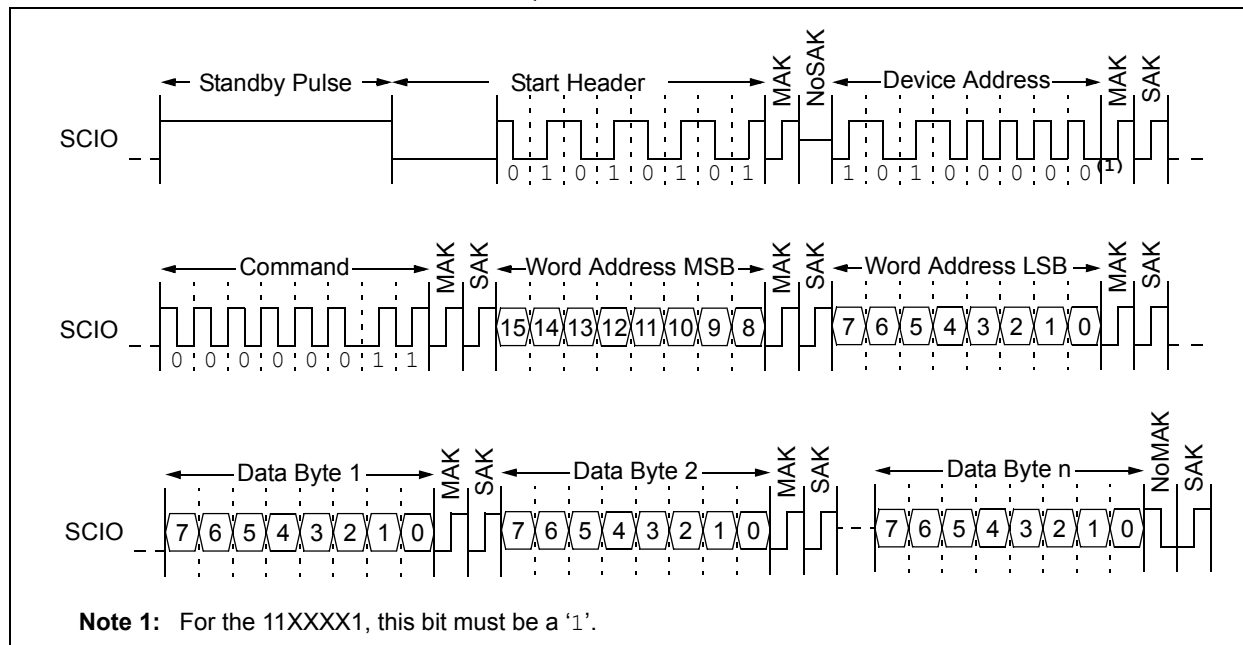 Standby Pulse Start Header MAK NoSAK Device Address MAK SAK
SCIO
0 1 0 1 0 1 0 1 1 0 1 0 0 0 0 0(1)
Command MAK SAK Word Address MSB MAK SAK Word Address LSB MAK SAK
SCIO 15 14 13 12 11 10 9 8 7 6 5 4 3 2 1 0
0 0 0 0 0 0 1 1
Data Byte 1 MAK SAK Data Byte 2 MAK SAK Data Byte n NoMAK SAK
SCIO 7 6 5 4 3 2 1 0 7 6 5 4 3 2 1 0 7 6 5 4 3 2 1 0
Note 1: For the 11XXXX1, this bit must be a ‘1’.